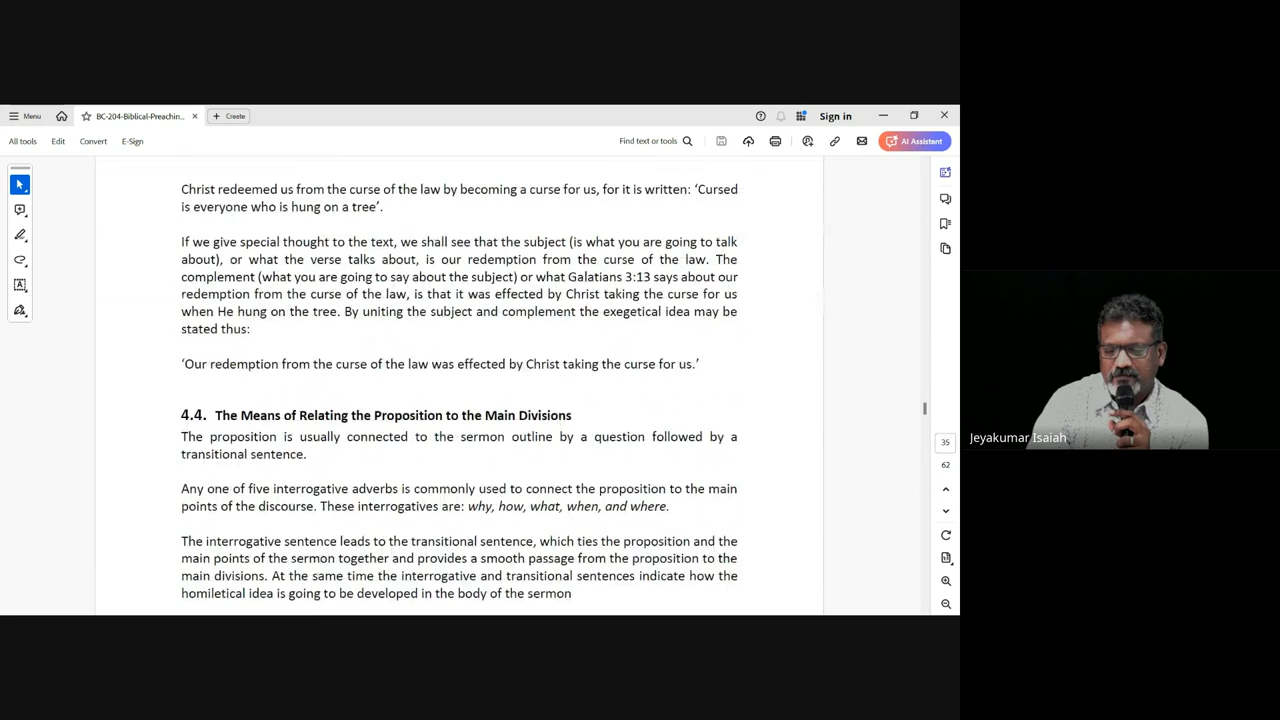 Menu
BC-204-Biblical-Preachin...
Create
Sign in
All tools
Edit
Convert
E-Sign
Find text or tools
AI Assistant
Christ redeemed us from the curse of the law by becoming a curse for us, for it is written: ‘Cursed
is everyone who is hung on a tree’.
If we give special thought to the text, we shall see that the subject (is what you are going to talk
about), or what the verse talks about, is our redemption from the curse of the law. The
complement (what you are going to say about the subject) or what Galatians 3:13 says about our
redemption from the curse of the law, is that it was effected by Christ taking the curse for us
when He hung on the tree. By uniting the subject and complement the exegetical idea may be
stated thus:
‘Our redemption from the curse of the law was effected by Christ taking the curse for us.’
4.4. The Means of Relating the Proposition to the Main Divisions
The proposition is usually connected to the sermon outline by a question followed by a
transitional sentence.
Any one of five interrogative adverbs is commonly used to connect the proposition to the main
points of the discourse. These interrogatives are: why, how, what, when, and where.
The interrogative sentence leads to the transitional sentence, which ties the proposition and the
main points of the sermon together and provides a smooth passage from the proposition to the
main divisions. At the same time the interrogative and transitional sentences indicate how the
homiletical idea is going to be developed in the body of the sermon
35
62
Jeyakumar Isaiah